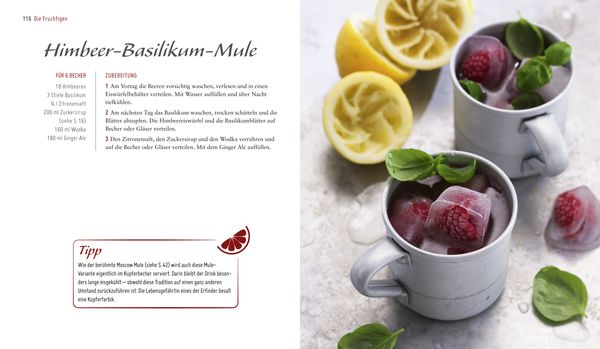 116 Die Fruchtigen
Himbeer-Basilikum-Mule
FÜR 6 BECHER
18 Himbeeren
3 Stiele Basilikum
¾ l Zitronensaft
200 ml Zuckersirup
(siehe S. 16)
160 ml Wodka
180 ml Ginger Ale
ZUBEREITUNG
1 Am Vortag die Beeren vorsichtig waschen, verlesen und in einen
Eiswürfelbehälter verteilen. Mit Wasser auffüllen und über Nacht
tiefkühlen.
2 Am nächsten Tag das Basilikum waschen, trocken schütteln und die
Blätter abzupfen. Die Himbeereiswürfel und die Basilikumblätter auf
Becher oder Gläser verteilen.
3 Den Zitronensaft, den Zuckersirup und den Wodka verrühren und
auf die Becher oder Gläser verteilen. Mit dem Ginger Ale auffüllen.
Tipp
Wie der berühmte Moscow Mule (siehe S.42) wird auch diese Mule-
Variante eigentlich im Kupferbecher serviert. Darin bleibt der Drink beson-
ders lange eisgekühlt – obwohl diese Tradition auf einen ganz anderen
Umstand zurückzuführen ist: Die Lebensgefährtin eines der Erfinder besaß
eine Kupferfabrik.